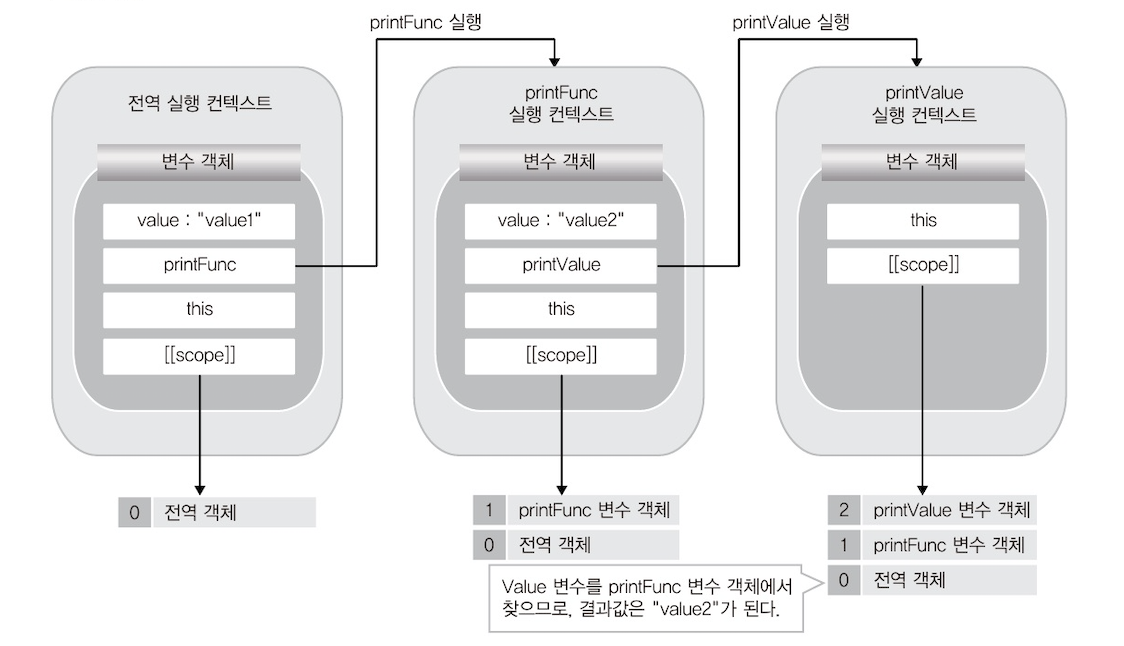 printFunc 실행
printValue 실행
전역 실행 컨텍스트
변수 객체
value : "value1"
printFunc
this
[[scope]]
0 전역 객체
printFunc
실행 컨텍스트
변수 객체
value : "value2"
printValue
this
[[scope]]
1 printFunc 변수 객체
0 전역 객체
printValue
실행 컨텍스트
변수 객체
this
[[scope]]
2 printValue 변수 객체
1 printFunc 변수 객체
0 전역 객체
Value 변수를 printFunc 변수 객체에서
찾으므로, 결과값은 "value2"가 된다.